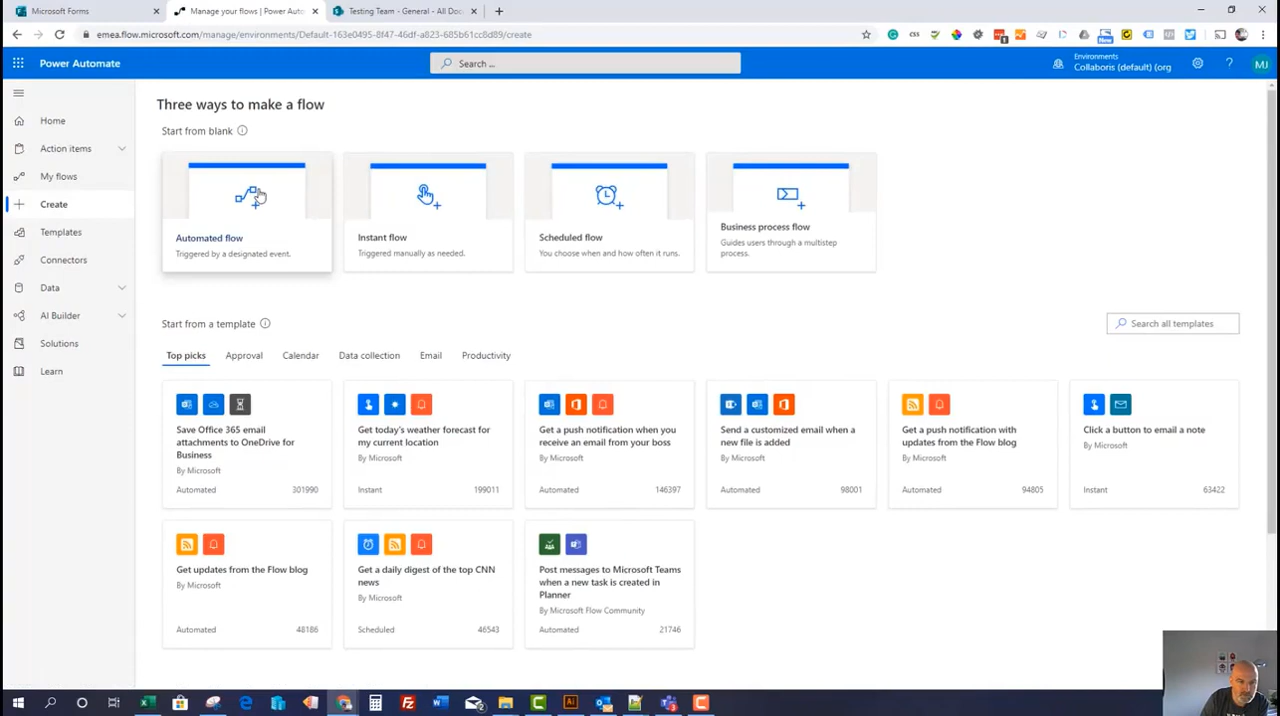 Microsoft Forms
Manage your flows | Power Auto
Testing Team - General - All Doc
emea.flow.microsoft.com/manage/environments/Default-163e0495-8f47-46df-a823-685b61cc8d89/create
Power Automate
Search ...
Environments
Collaboris (default) (org
?
MJ
Home
Action items
My flows
Create
Templates
Connectors
Data
AI Builder
Solutions
Learn
Three ways to make a flow
Start from blank
Automated flow
Triggered by a designated event.
Instant flow
Triggered manually as needed.
Scheduled flow
You choose when and how often it runs.
Business process flow
Guides users through a multistep
process.
Start from a template
Search all templates
Top picks
Approval
Calendar
Data collection
Email
Productivity
Save Office 365 email
attachments to OneDrive for
Business
By Microsoft
Automated
301990
Get today's weather forecast for
my current location
By Microsoft
Instant
199011
Get a push notification when you
receive an email from your boss
By Microsoft
Automated
146397
Send a customized email when a
new file is added
By Microsoft
Automated
98001
Get a push notification with
updates from the Flow blog
By Microsoft
Automated
94805
Click a button to email a note
By Microsoft
Instant
63422
Get updates from the Flow blog
By Microsoft
Automated
48186
Get a daily digest of the top CNN
news
By Microsoft
Scheduled
46543
Post messages to Microsoft Teams
when a new task is created in
Planner
By Microsoft Flow Community
Automated
21746